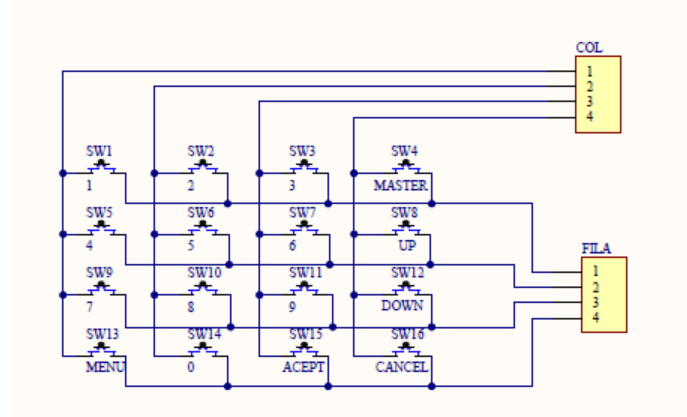 COL
1
2
3
4
SW1 SW2 SW3 SW4
1 2 3 MASTER
SW5 SW6 SW7 SW8
4 5 6 UP
FILA
1
2
3
4
SW9 SW10 SW11 SW12
7 8 9 DOWN
SW13 SW14 SW15 SW16
MENU 0 ACEPT CANCEL